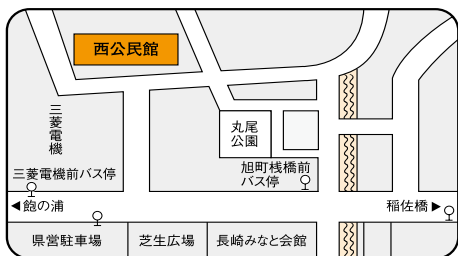 西公民館
三菱電機
丸尾
公園
三菱電機前バス停
旭町桟橋前
バス停
◀飽の浦
稲佐橋▶
県営駐車場
芝生広場
長崎みなと会館